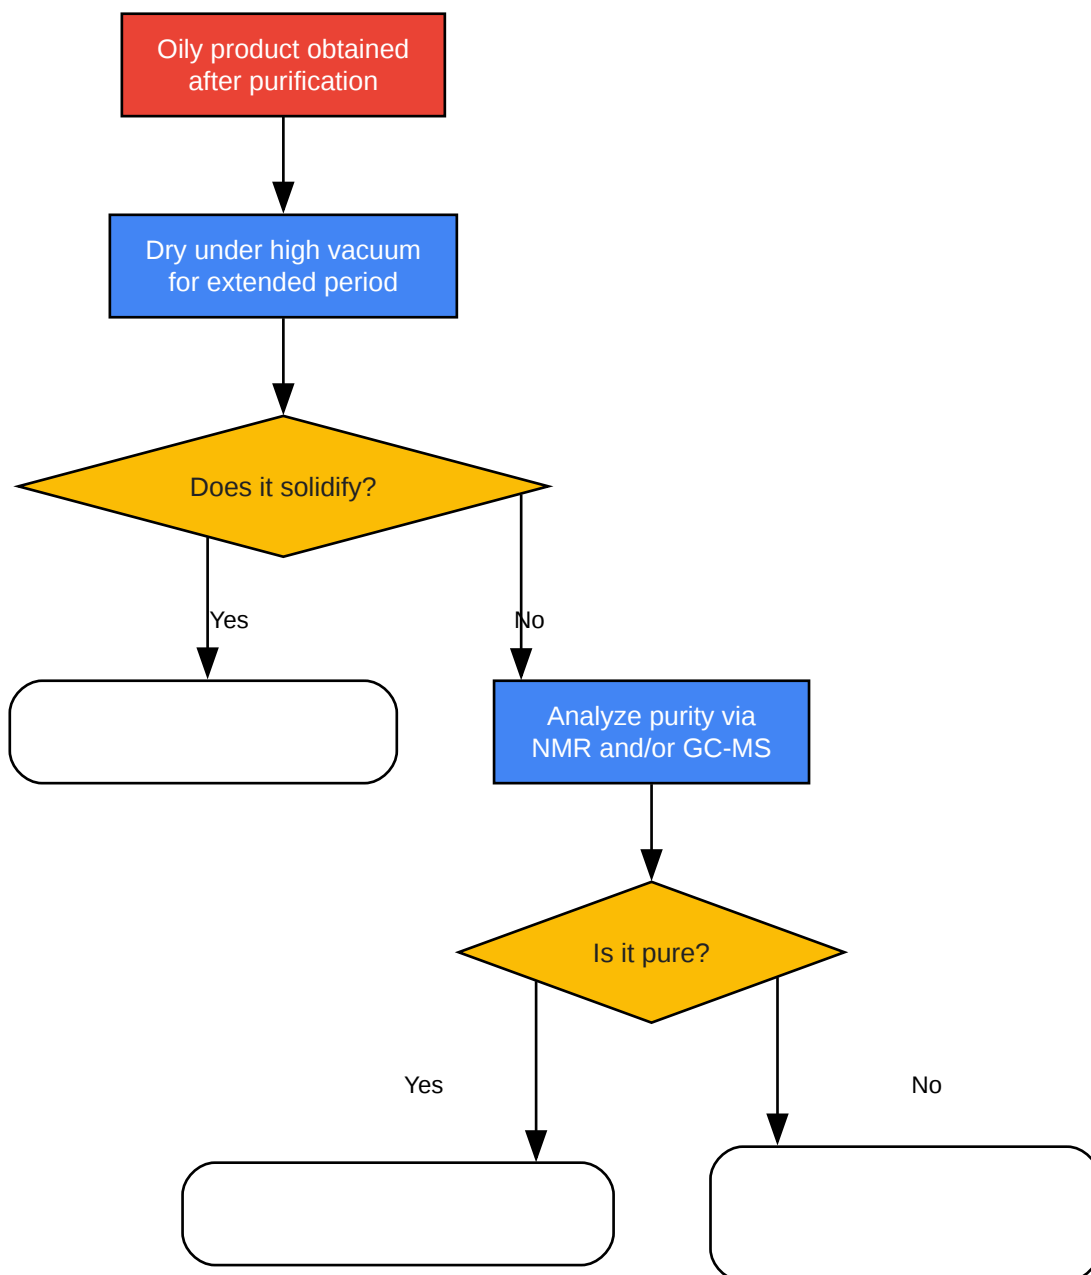 Oily product obtained
after purification
Dry under high vacuum
for extended period
Does it solidify?
Yes
No
Analyze purity via
NMR and/or GC-MS
Is it pure?
Yes
No